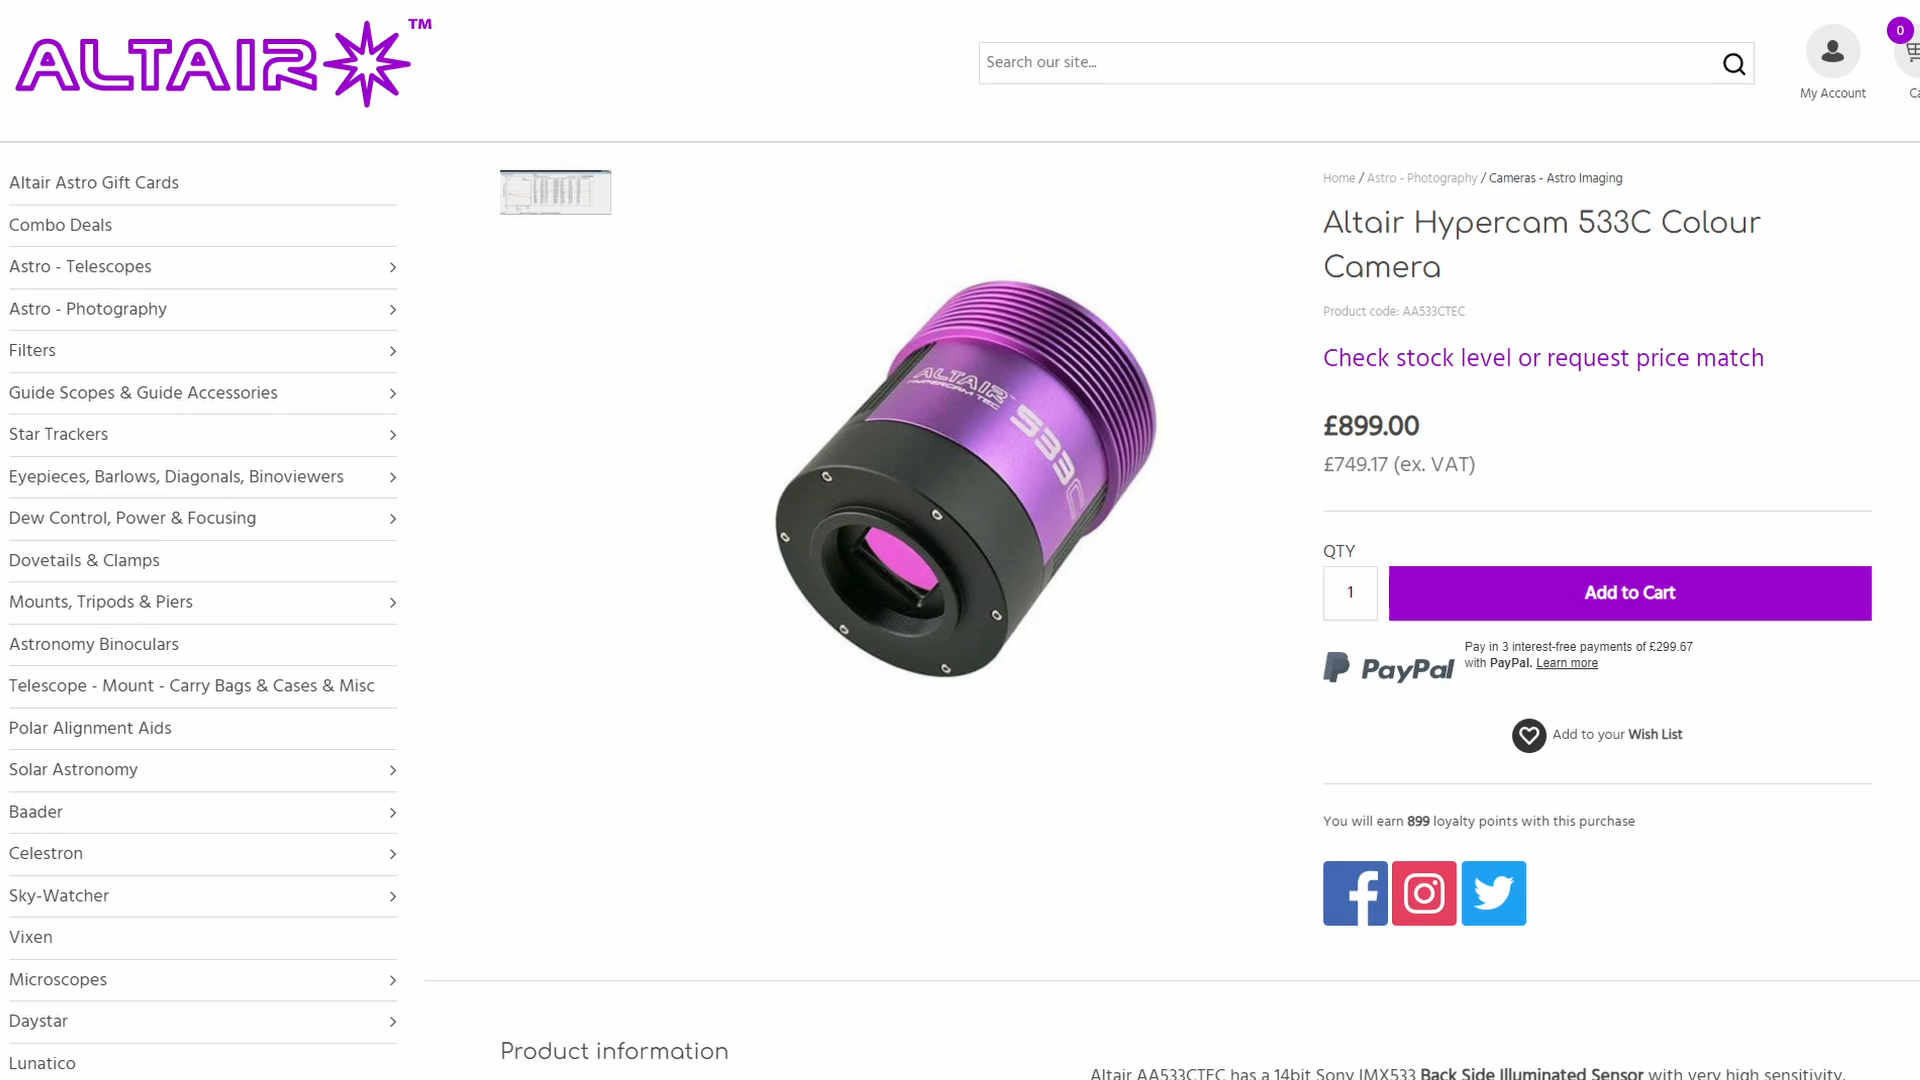 ALTAIR™
Search our site...
My Account
0
Ca
Altair Astro Gift Cards
Combo Deals
Astro - Telescopes
Astro - Photography
Filters
Guide Scopes & Guide Accessories
Star Trackers
Eyepieces, Barlows, Diagonals, Binoviewers
Dew Control, Power & Focusing
Dovetails & Clamps
Mounts, Tripods & Piers
Astronomy Binoculars
Telescope - Mount - Carry Bags & Cases & Misc
Polar Alignment Aids
Solar Astronomy
Baader
Celestron
Sky-Watcher
Vixen
Microscopes
Daystar
Lunatico
ALTAIR
HYPERCAM TEC
533C
Home / Astro - Photography / Cameras - Astro Imaging
Altair Hypercam 533C Colour
Camera
Product code: AA533CTEC
Check stock level or request price match
£899.00
£749.17 (ex. VAT)
QTY
1
Add to Cart
PayPal
Pay in 3 interest-free payments of £299.67
with PayPal. Learn more
Add to your Wish List
You will earn 899 loyalty points with this purchase
Product information
Altair AA533CTEC has a 14bit Sony IMX533 Back Side Illuminated Sensor with very high sensitivity,